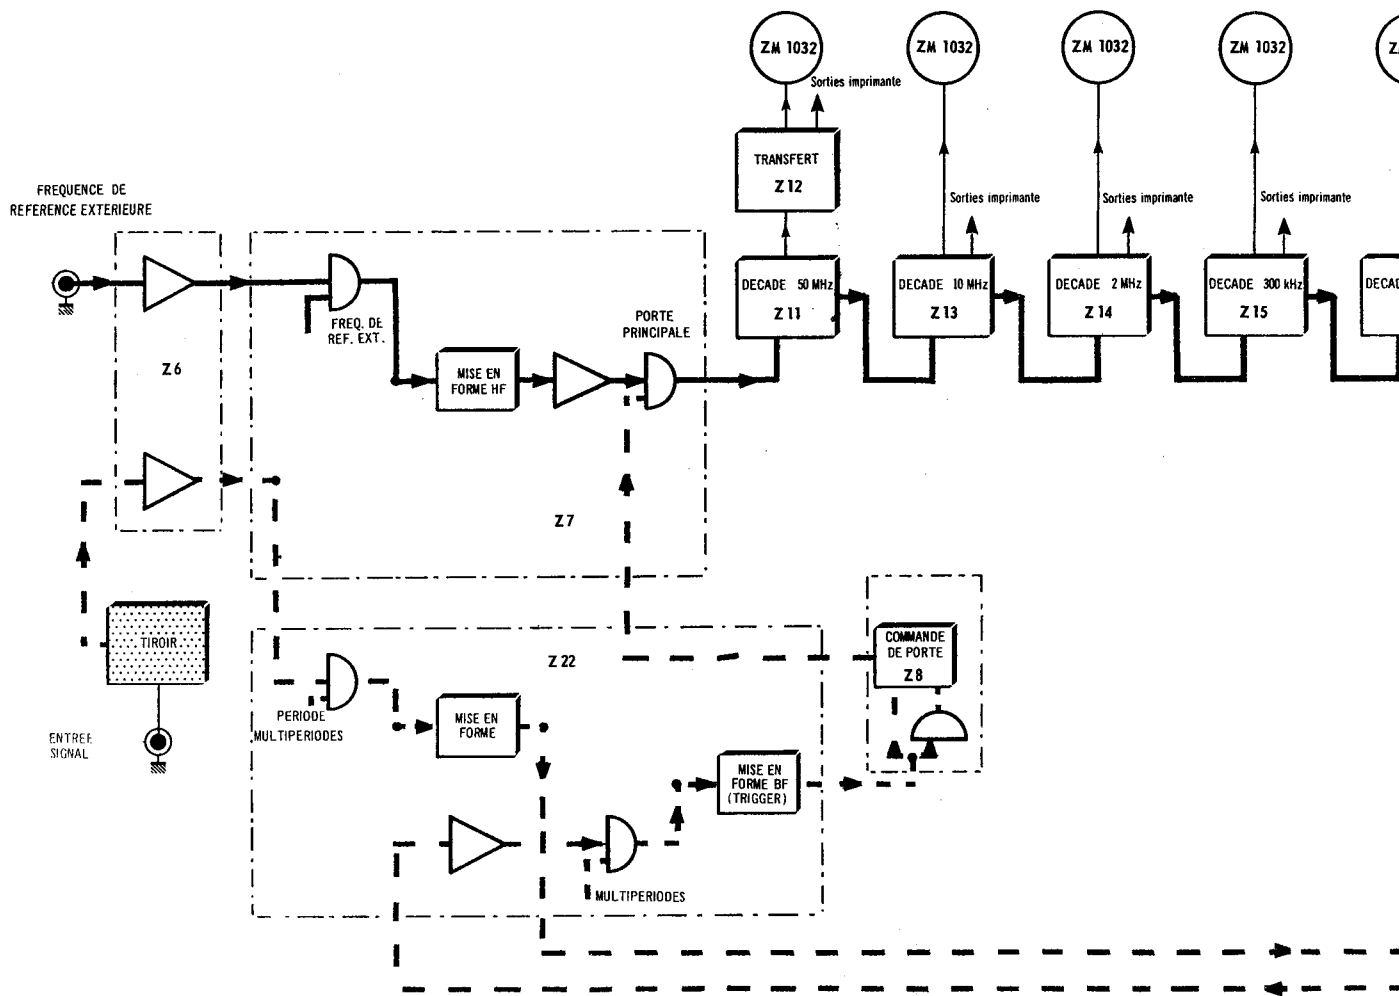 ZM 1032
ZM 1032
ZM 1032
ZM 1032
Sorties imprimante
TRANSFERT
Z 12
FREQUENCE DE
REFERENCE EXTERIEURE
Sorties imprimante
Sorties imprimante
Sorties imprimante
DECADE 50 MHz
Z 11
DECADE 10 MHz
Z 13
DECADE 2 MHz
Z 14
DECADE 300 kHz
Z 15
FREQ. DE
REF. EXT.
PORTE
PRINCIPALE
Z 6
MISE EN
FORME HF
Z 7
TIROIR
COMMANDE
DE PORTE
Z 8
Z 22
PERIODE
MULTIPERIODES
MISE EN
FORME
ENTREE
SIGNAL
MISE EN
FORME BF
(TRIGGER)
MULTIPERIODES